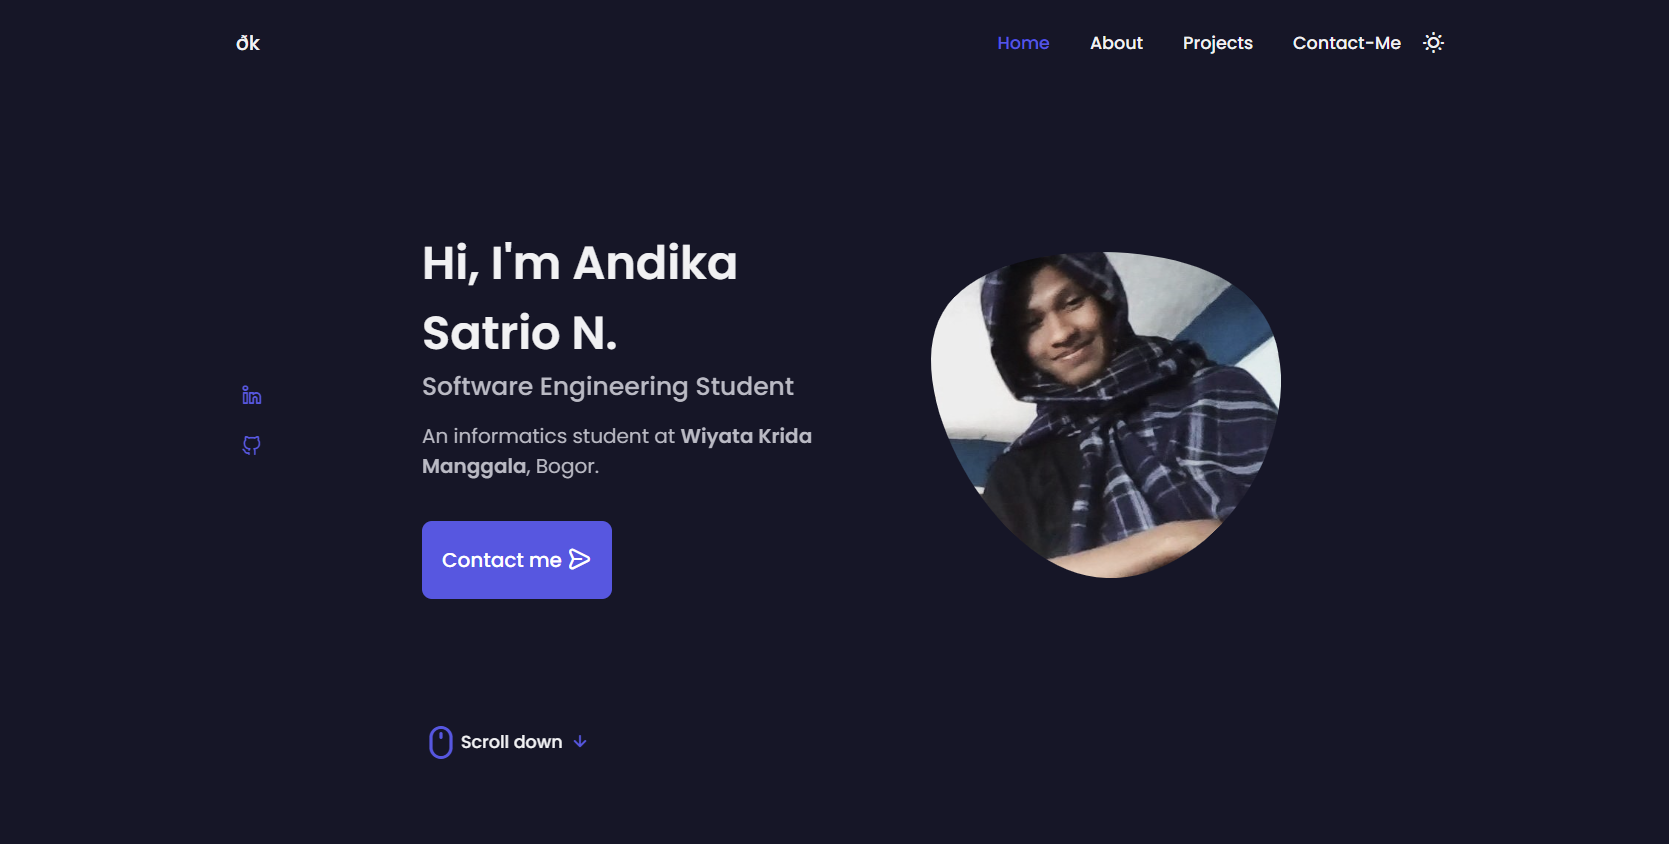 ðk
Home About Projects Contact-Me
Hi, I'm Andika
Satrio N.
Software Engineering Student
An informatics student at Wiyata Krida
Manggala, Bogor.
Contact me
Scroll down